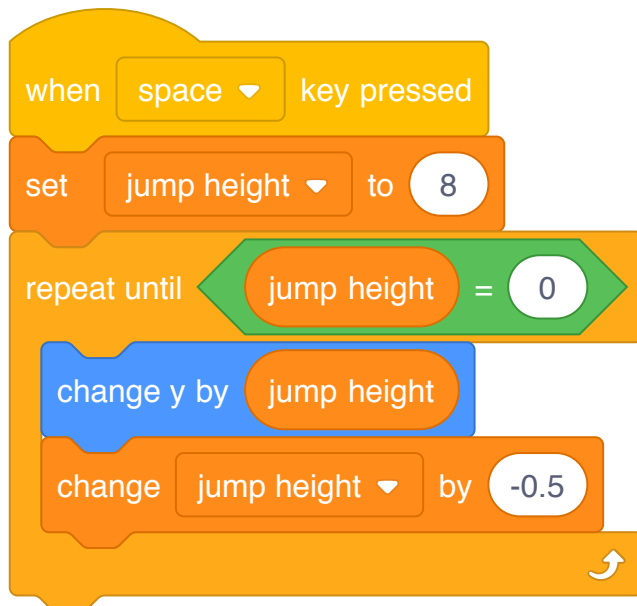 when space key pressed
set jump height to 8
repeat until jump height = 0
change y by jump height
change jump height by -0.5